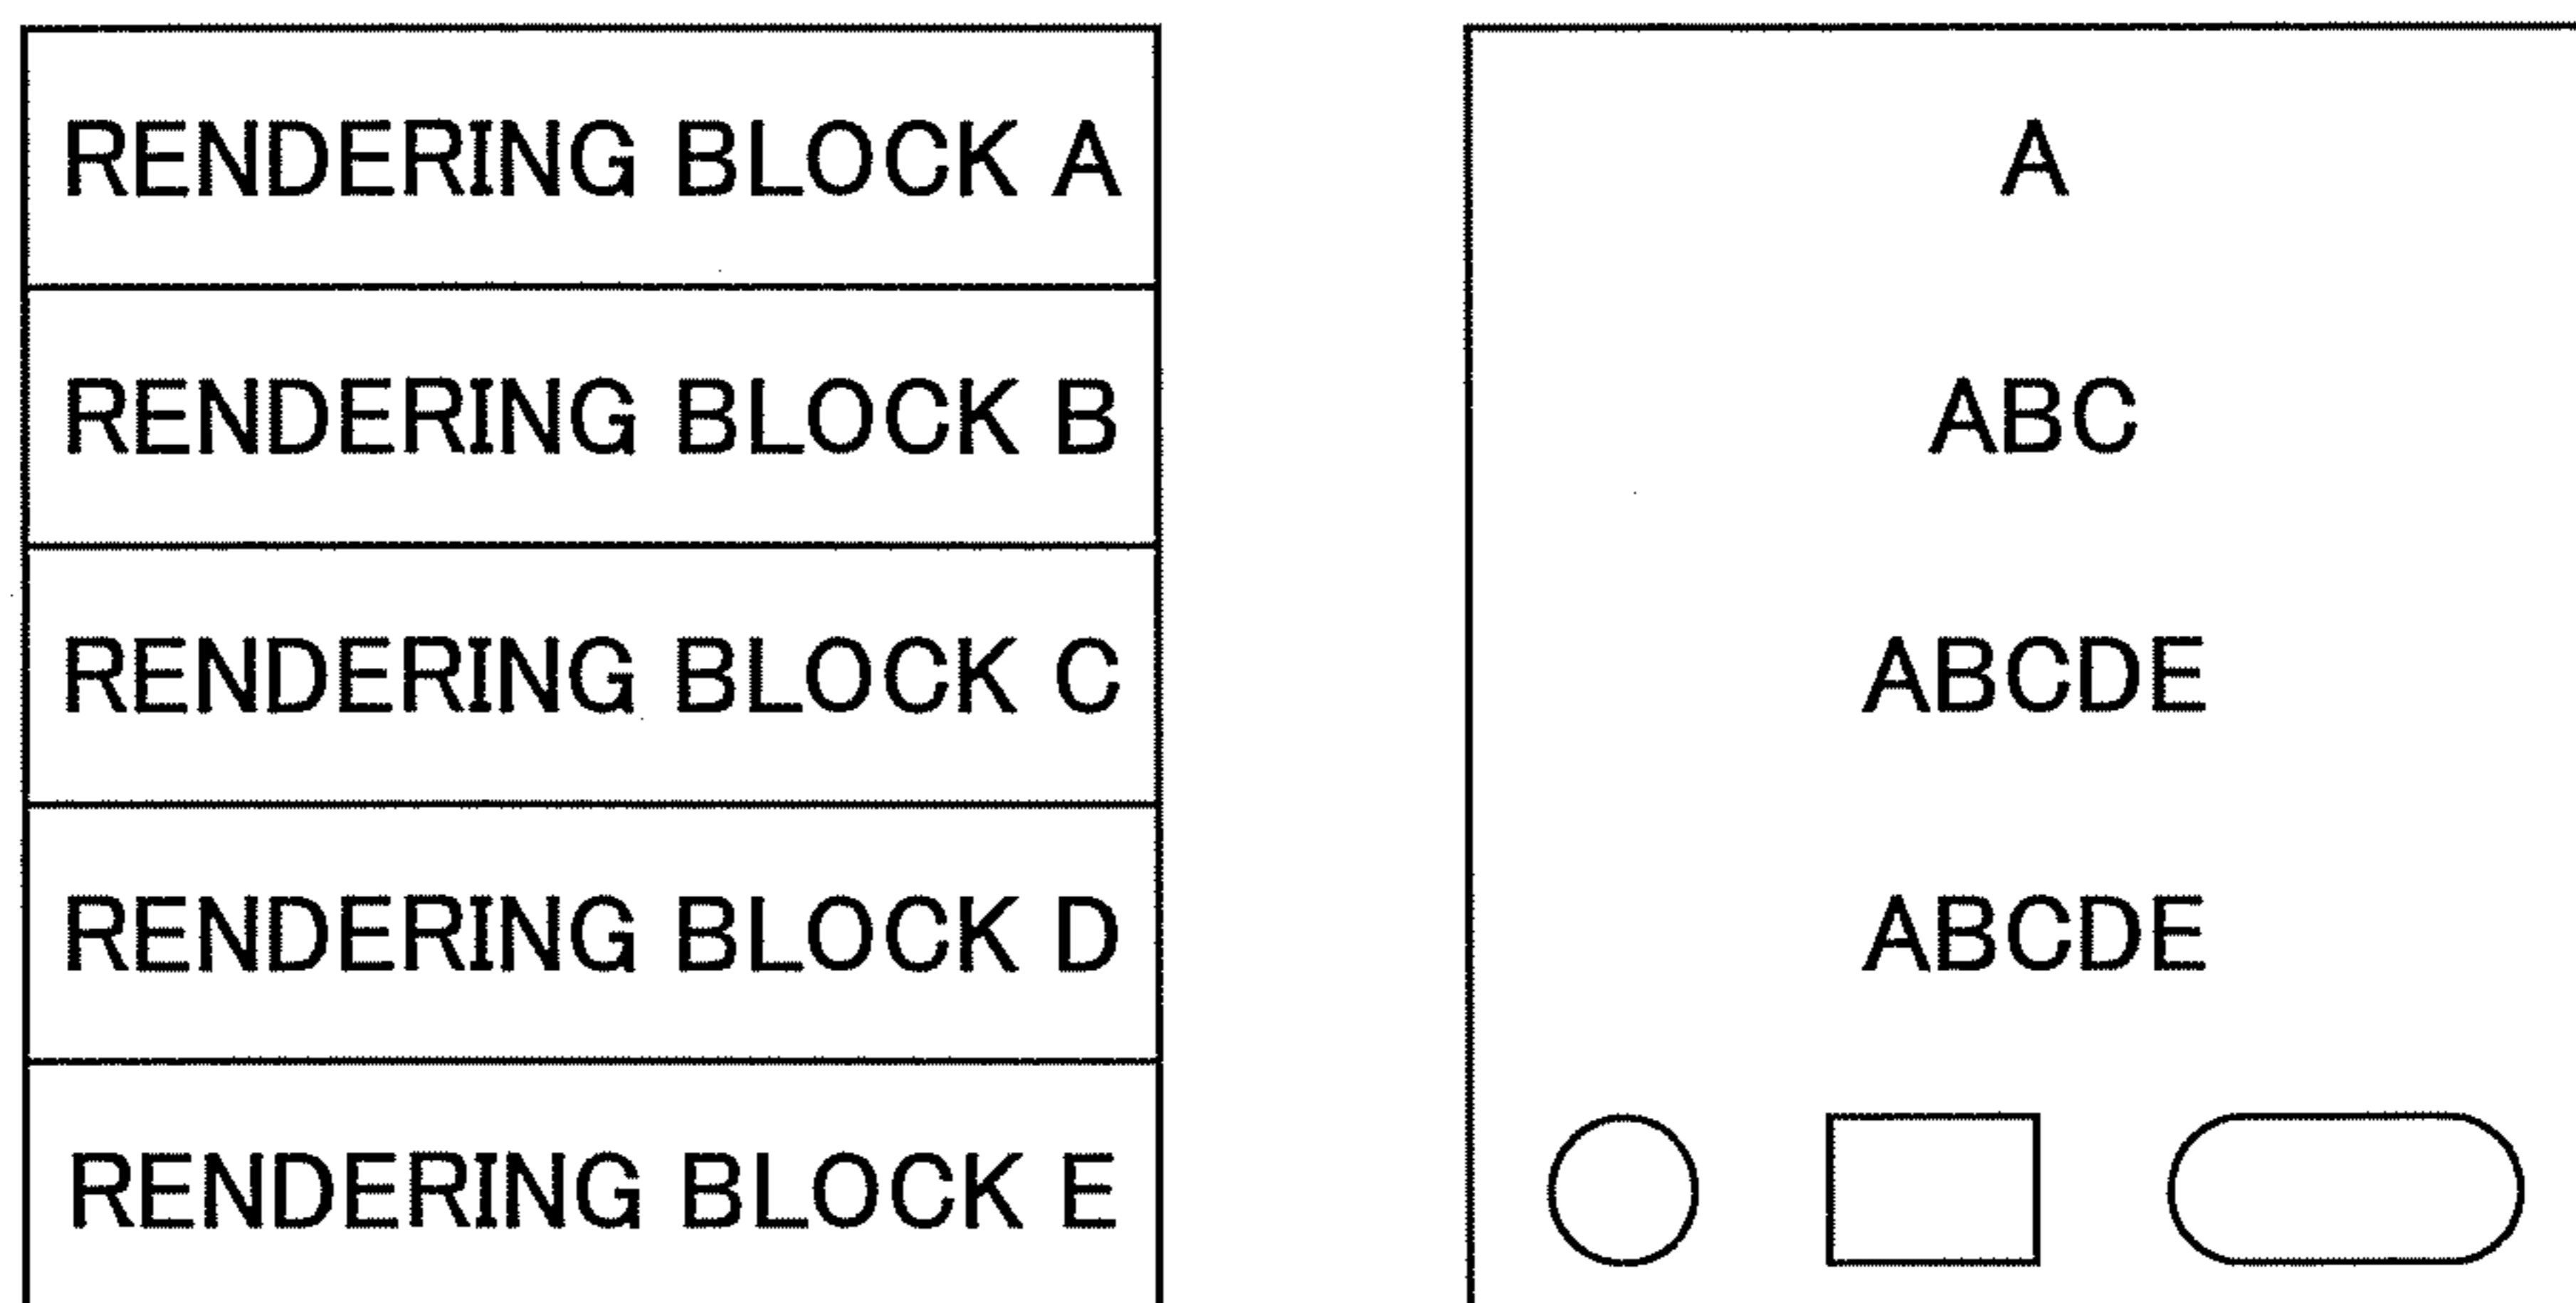 RENDERING BLOCK A
RENDERING BLOCK B
RENDERING BLOCK C
RENDERING BLOCK D
RENDERING BLOCK E
A
ABC
ABCDE
ABCDE